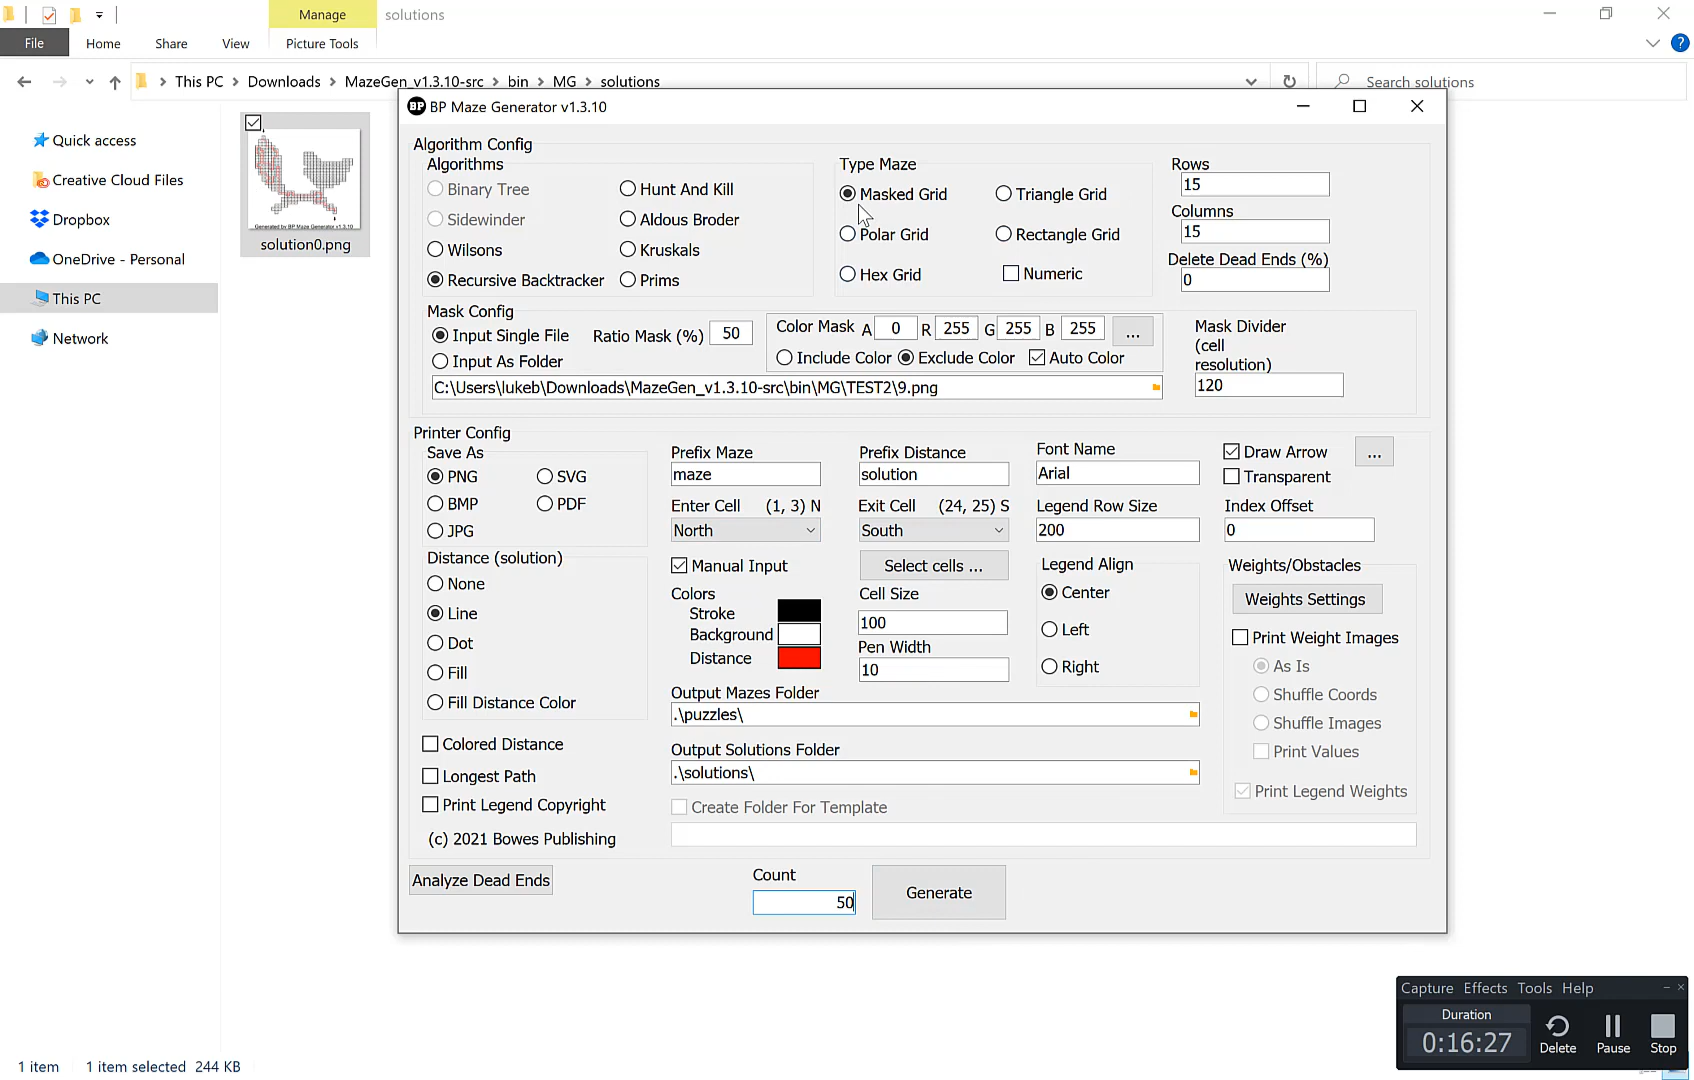 Manage
solutions
File
Home
Share
View
Picture Tools
This PC
Downloads
MazeGen_v1.3.10-src
bin
MG
solutions
Search solutions
BP Maze Generator v1.3.10
Quick access
Creative Cloud Files
Dropbox
OneDrive - Personal
This PC
Network
Generated by BP Maze Generator v1.3.10
solution0.png
Algorithm Config
Algorithms
Binary Tree
Hunt And Kill
Sidewinder
Aldous Broder
Wilsons
Kruskals
Recursive Backtracker
Prims
Type Maze
Masked Grid
Triangle Grid
Polar Grid
Rectangle Grid
Hex Grid
Numeric
Rows
15
Columns
15
Delete Dead Ends (%)
0
Mask Config
Input Single File
Ratio Mask (%)
50
Input As Folder
Color Mask A 0 R 255 G 255 B 255 ...
Include Color
Exclude Color
Auto Color
C:\Users\lukeb\Downloads\MazeGen_v1.3.10-src\bin\MG\TEST2\9.png
Mask Divider
(cell
resolution)
120
Printer Config
Save As
PNG
SVG
BMP
PDF
JPG
Distance (solution)
None
Line
Dot
Fill
Fill Distance Color
Colored Distance
Longest Path
Print Legend Copyright
(c) 2021 Bowes Publishing
Prefix Maze
maze
Prefix Distance
solution
Enter Cell (1, 3) N
North
Exit Cell (24, 25) S
South
Manual Input
Select cells ...
Colors
Stroke
Background
Distance
Cell Size
100
Pen Width
10
Font Name
Arial
Legend Row Size
200
Legend Align
Center
Left
Right
Draw Arrow
...
Transparent
Index Offset
0
Weights/Obstacles
Weights Settings
Print Weight Images
As Is
Shuffle Coords
Shuffle Images
Print Values
Print Legend Weights
Output Mazes Folder
.\puzzles\
Output Solutions Folder
.\solutions\
Create Folder For Template
Analyze Dead Ends
Count
50
Generate
Capture Effects Tools Help
Duration
0:16:27
Delete
Pause
Stop
1 item
1 item selected 244 KB